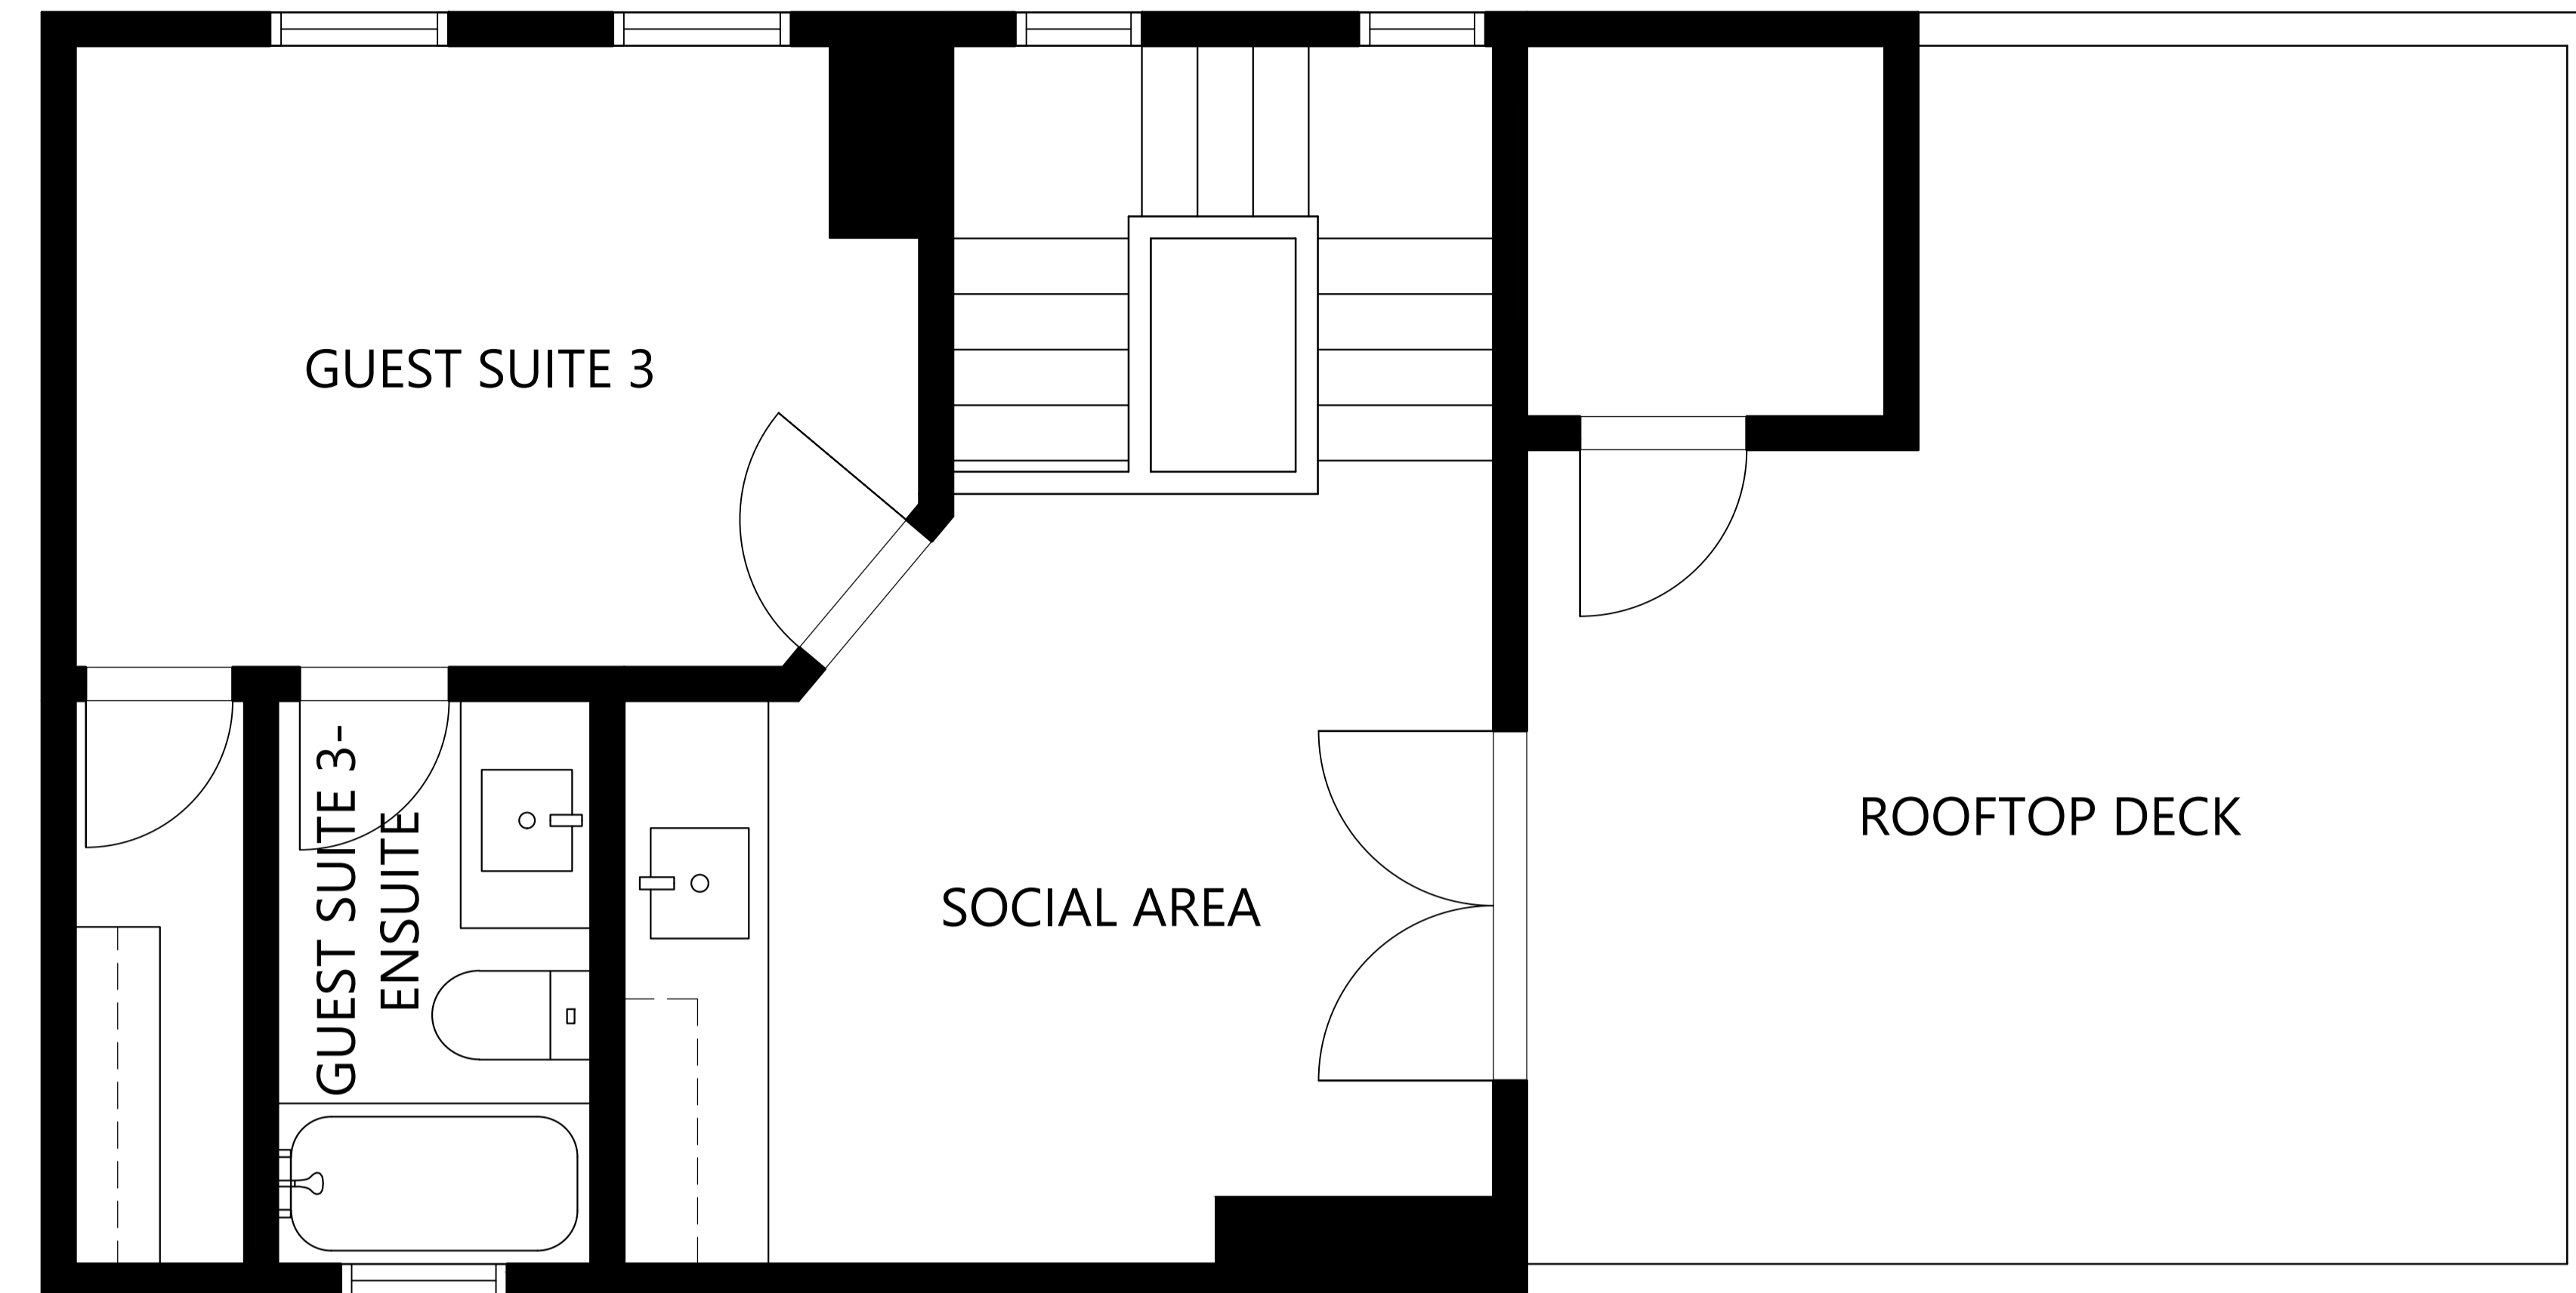 GUEST SUITE 3
GUEST SUITE 3-
ENSUITE
SOCIAL AREA
ROOFTOP DECK